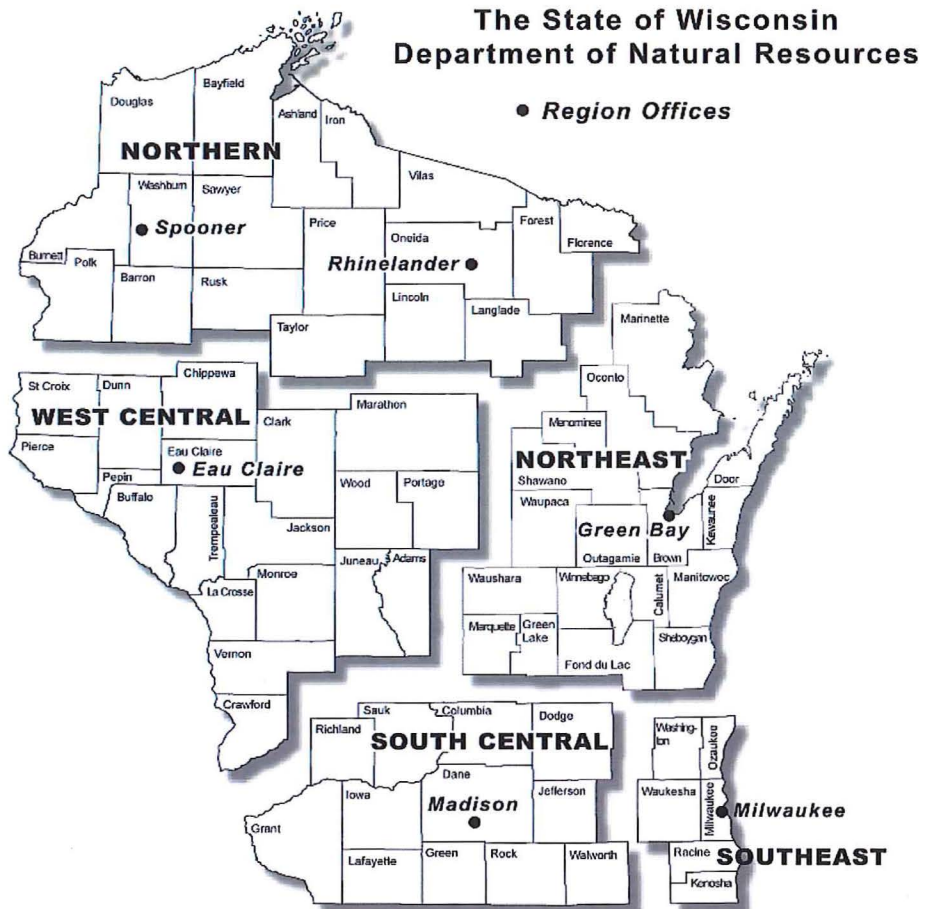 The State of Wisconsin
Department of Natural Resources
● Region Offices
Douglas
Bayfield
Ashland
Iron
NORTHERN
Vilas
Washburn
Sawyer
Spooner
Price
Oneida
Forest
Florence
Burnett
Polk
Rhinelander
Barron
Rusk
Lincoln
Langlade
Taylor
Marinette
Oconto
Menominee
NORTHEAST
Shawano
Door
Waupaca
Kewaunee
Green Bay
Outagamie
Brown
Waushara
Winnebago
Calumet
Manitowoc
Marquette
Green
Lake
Sheboygan
Fond du Lac
Chippewa
St Croix
Dunn
WEST CENTRAL
Clark
Marathon
Pierce
Eau Claire
Eau Claire
Pepin
Buffalo
Wood
Portage
Trempealeau
Jackson
Juneau
Adams
Monroe
La Crosse
Vernon
Crawford
Sauk
Columbia
Dodge
Richland
SOUTH CENTRAL
Dane
Iowa
Madison
Jefferson
Grant
Lafayette
Green
Rock
Walworth
Washing-
ton
Ozaukee
Waukesha
Milwaukee
Milwaukee
Racine
SOUTHEAST
Kenosha